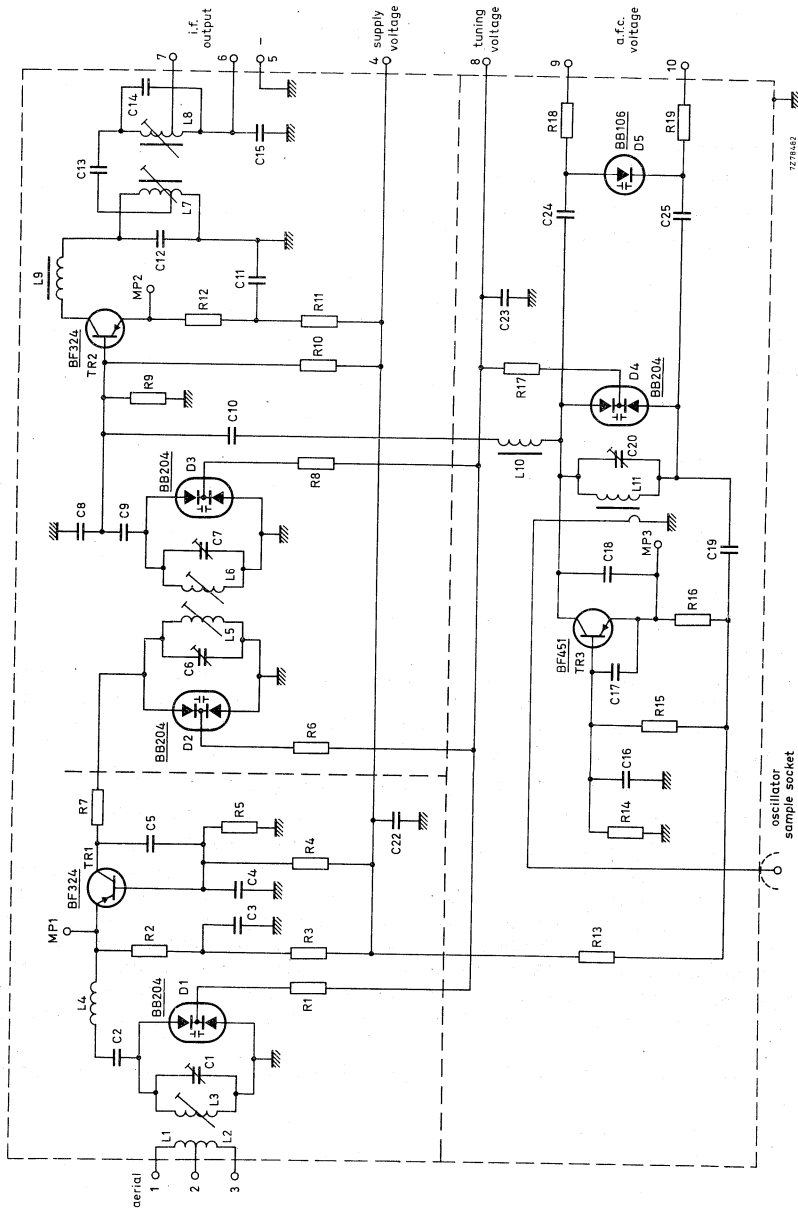 aerial
1
2
3
L1
L2
L3
C1
C2
L4
BB204
D1
R1
MP1
R2
R3
C3
C4
BF324
TR1
C5
R4
R5
R7
C22
BB204
D2
R6
C6
L5
L6
C7
BB204
D3
R8
C8
C9
C10
R9
BF324
TR2
R10
R11
R12
MP2
L9
C11
C12
L7
C13
L8
C14
C15
7
i.f.
output
6
5
–
4
supply
voltage
8
tuning
voltage
9
a.f.c.
voltage
10
R13
R14
C16
R15
C17
BF451
TR3
R16
C18
MP3
C19
L10
L11
C20
D4
BB204
R17
C23
C24
C25
BB106
D5
R18
R19
oscillator
sample socket
7Z78462